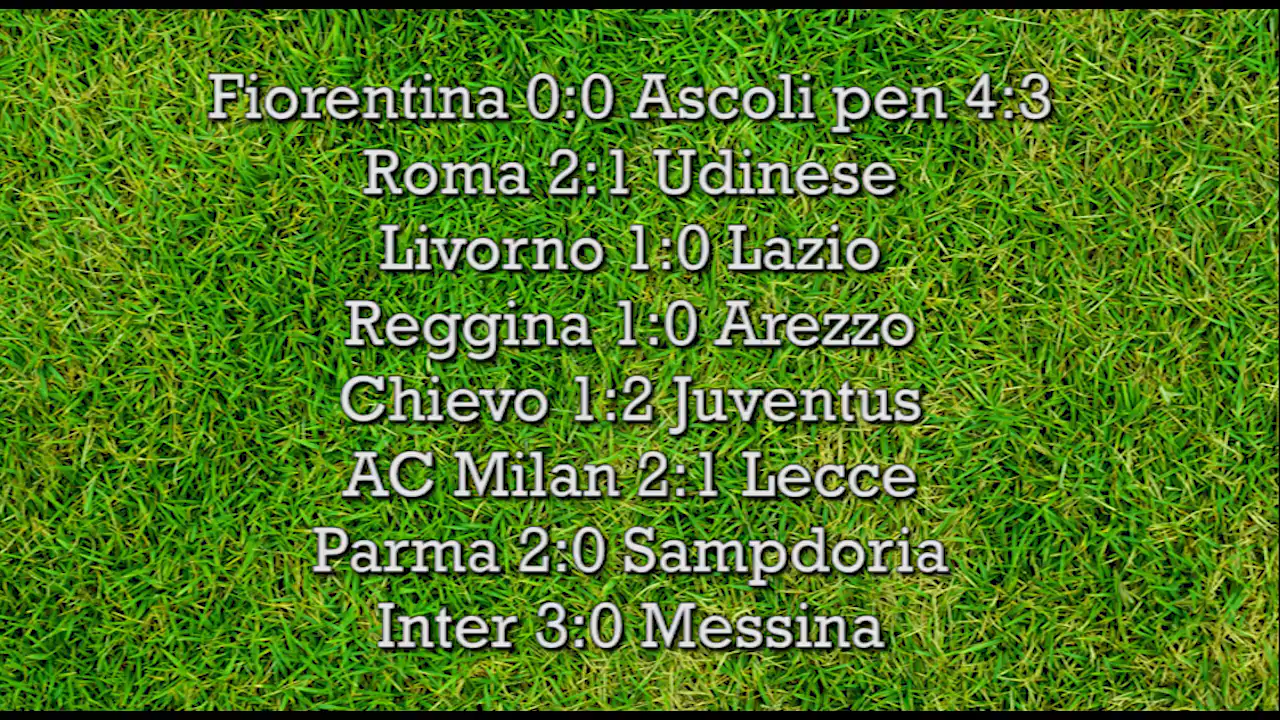 Fiorentina 0:0 Ascoli pen 4:3
Roma 2:1 Udinese
Livorno 1:0 Lazio
Reggina 1:0 Arezzo
Chievo 1:2 Juventus
AC Milan 2:1 Lecce
Parma 2:0 Sampdoria
Inter 3:0 Messina